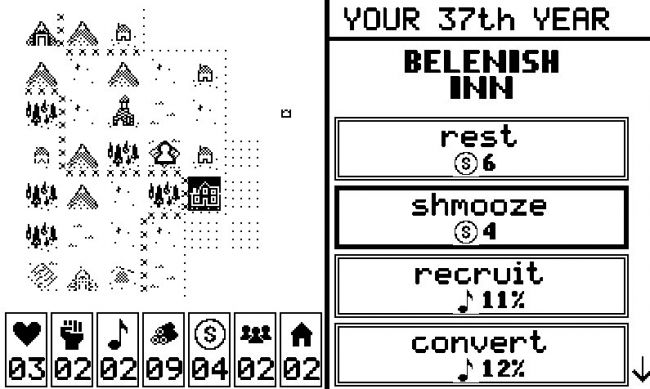 YOUR 37th YEAR
BELENISH
INN
rest
S 6
shmooze
S 4
recruit
♪ 11%
convert
♪ 12%
S
03 02 02 09 04 02 02